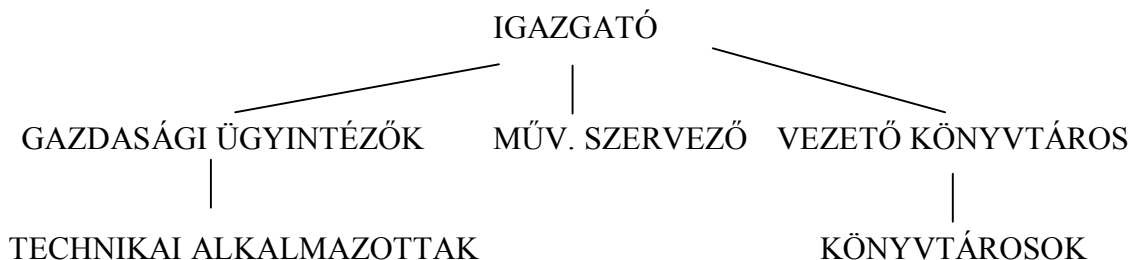 IGAZGATÓ
GAZDASÁGI ÜGYINTÉZŐK MŰV. SZERVEZŐ VEZETŐ KÖNYVTÁROS
TECHNIKAI ALKALMAZOTTAK KÖNYVTÁROSOK